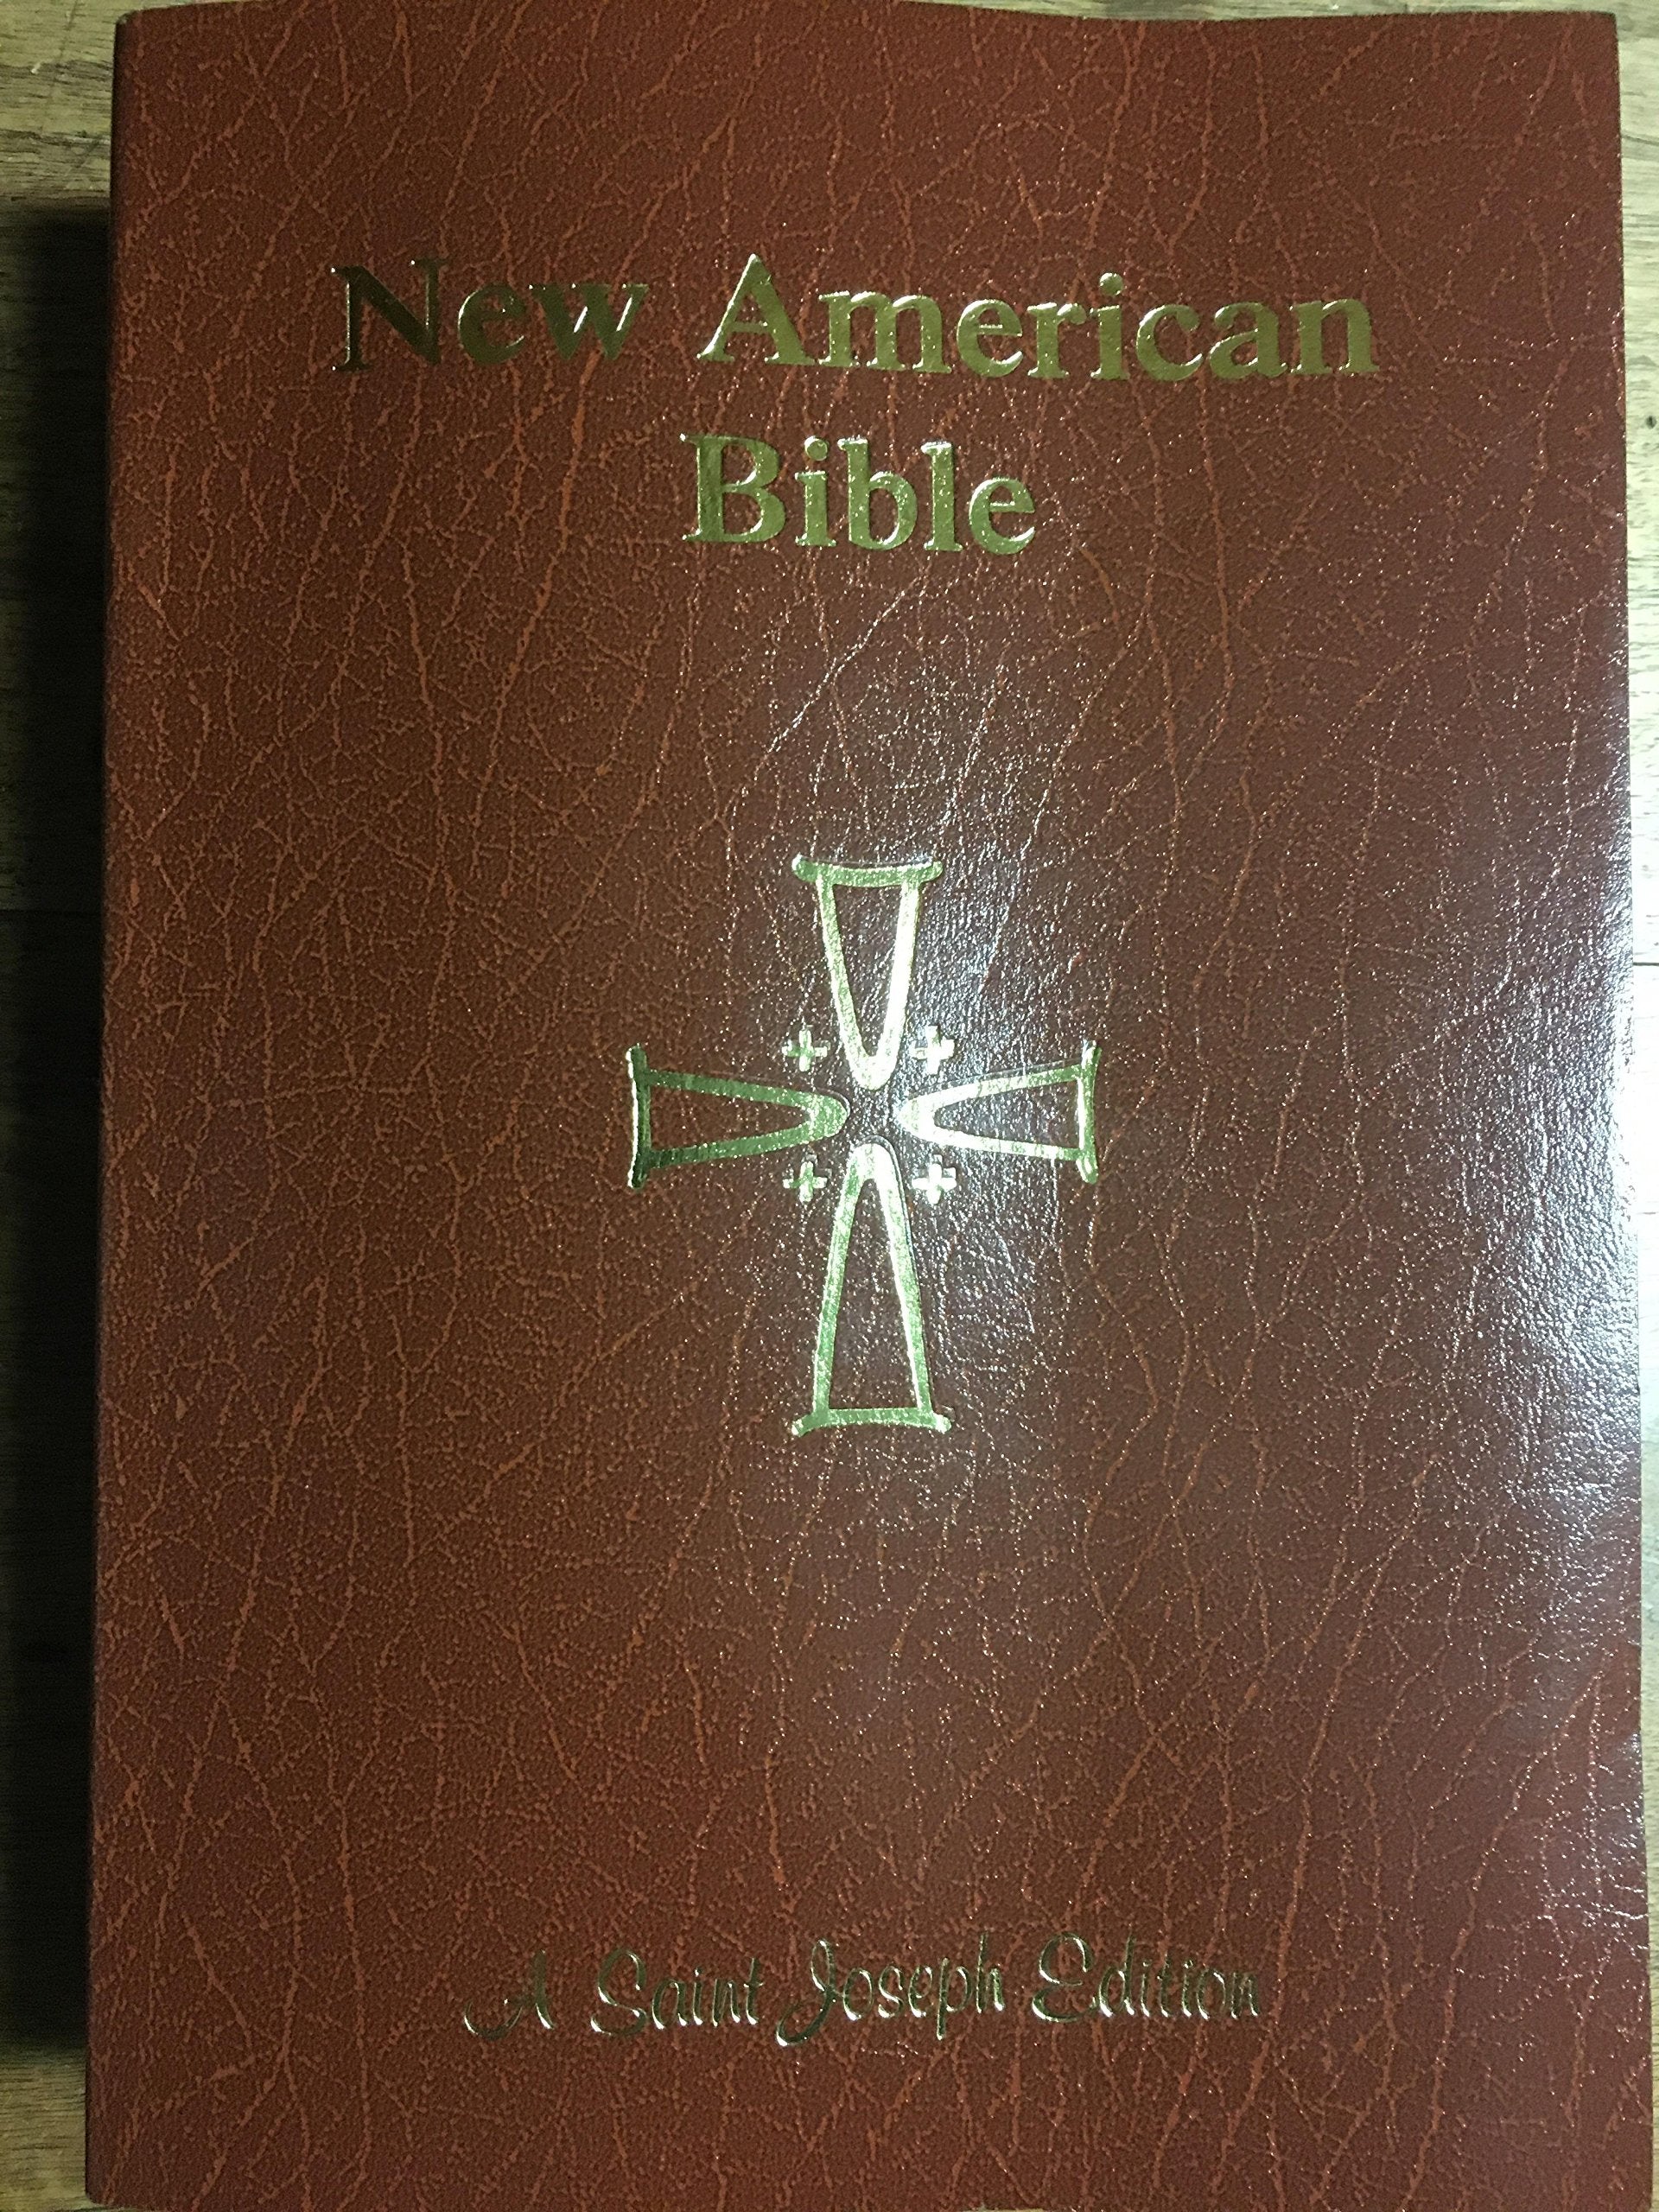 New American
Bible
A Saint Joseph Edition